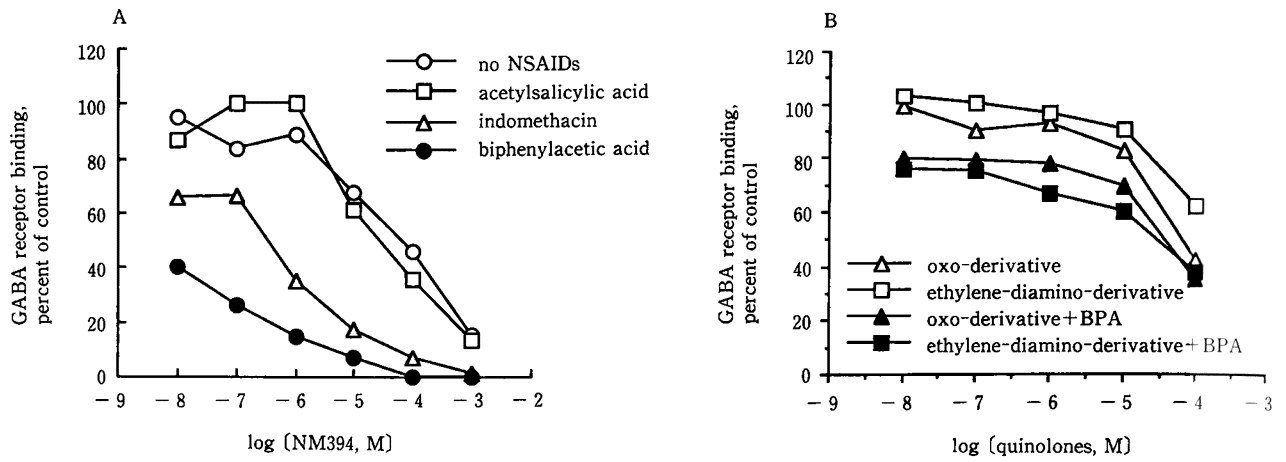 A
120
100
80
60
40
20
0
GABA receptor binding,
percent of control
no NSAIDs
acetylsalicylic acid
indomethacin
biphenylacetic acid
−9 −8 −7 −6 −5 −4 −3 −2
log [NM394, M]
B
120
100
80
60
40
20
0
GABA receptor binding,
percent of control
oxo-derivative
ethylene-diamino-derivative
oxo-derivative+BPA
ethylene-diamino-derivative+BPA
−9 −8 −7 −6 −5 −4 −3
log [quinolones, M]